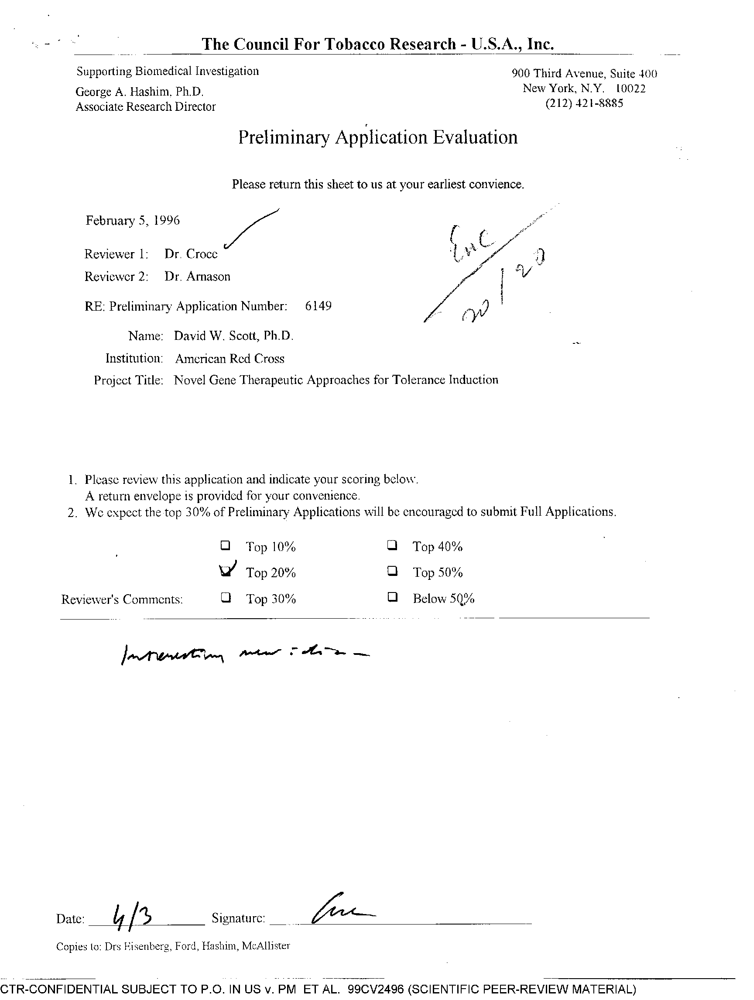 The Council For Tobacco Research - U.S.A., Inc.
Supporting Biomedical Investigation
George A. Hashim, Ph.D.
Associate Research Director
900 Third Avenue, Suite 400
New York, N.Y. 10022
(212) 421-8885
Preliminary Application Evaluation
Please return this sheet to us at your earliest convience.
February 5, 1996
Reviewer 1: Dr. Croce
Reviewer 2: Dr. Arnason
Enc
20/20
RE: Preliminary Application Number: 6149
Name: David W. Scott, Ph.D.
Institution: American Red Cross
Project Title: Novel Gene Therapeutic Approaches for Tolerance Induction
1. Please review this application and indicate your scoring below.
A return envelope is provided for your convenience.
2. We expect the top 30% of Preliminary Applications will be encouraged to submit Full Applications.
Top 10% Top 40%
Top 20% Top 50%
Reviewer's Comments: Top 30% Below 50%
Interesting new idea
Date: 4/3 Signature:
Copies to: Drs Eisenberg, Ford, Hashim, McAllister
CTR-CONFIDENTIAL SUBJECT TO P.O. IN US v. PM ET AL. 99CV2496 (SCIENTIFIC PEER-REVIEW MATERIAL)